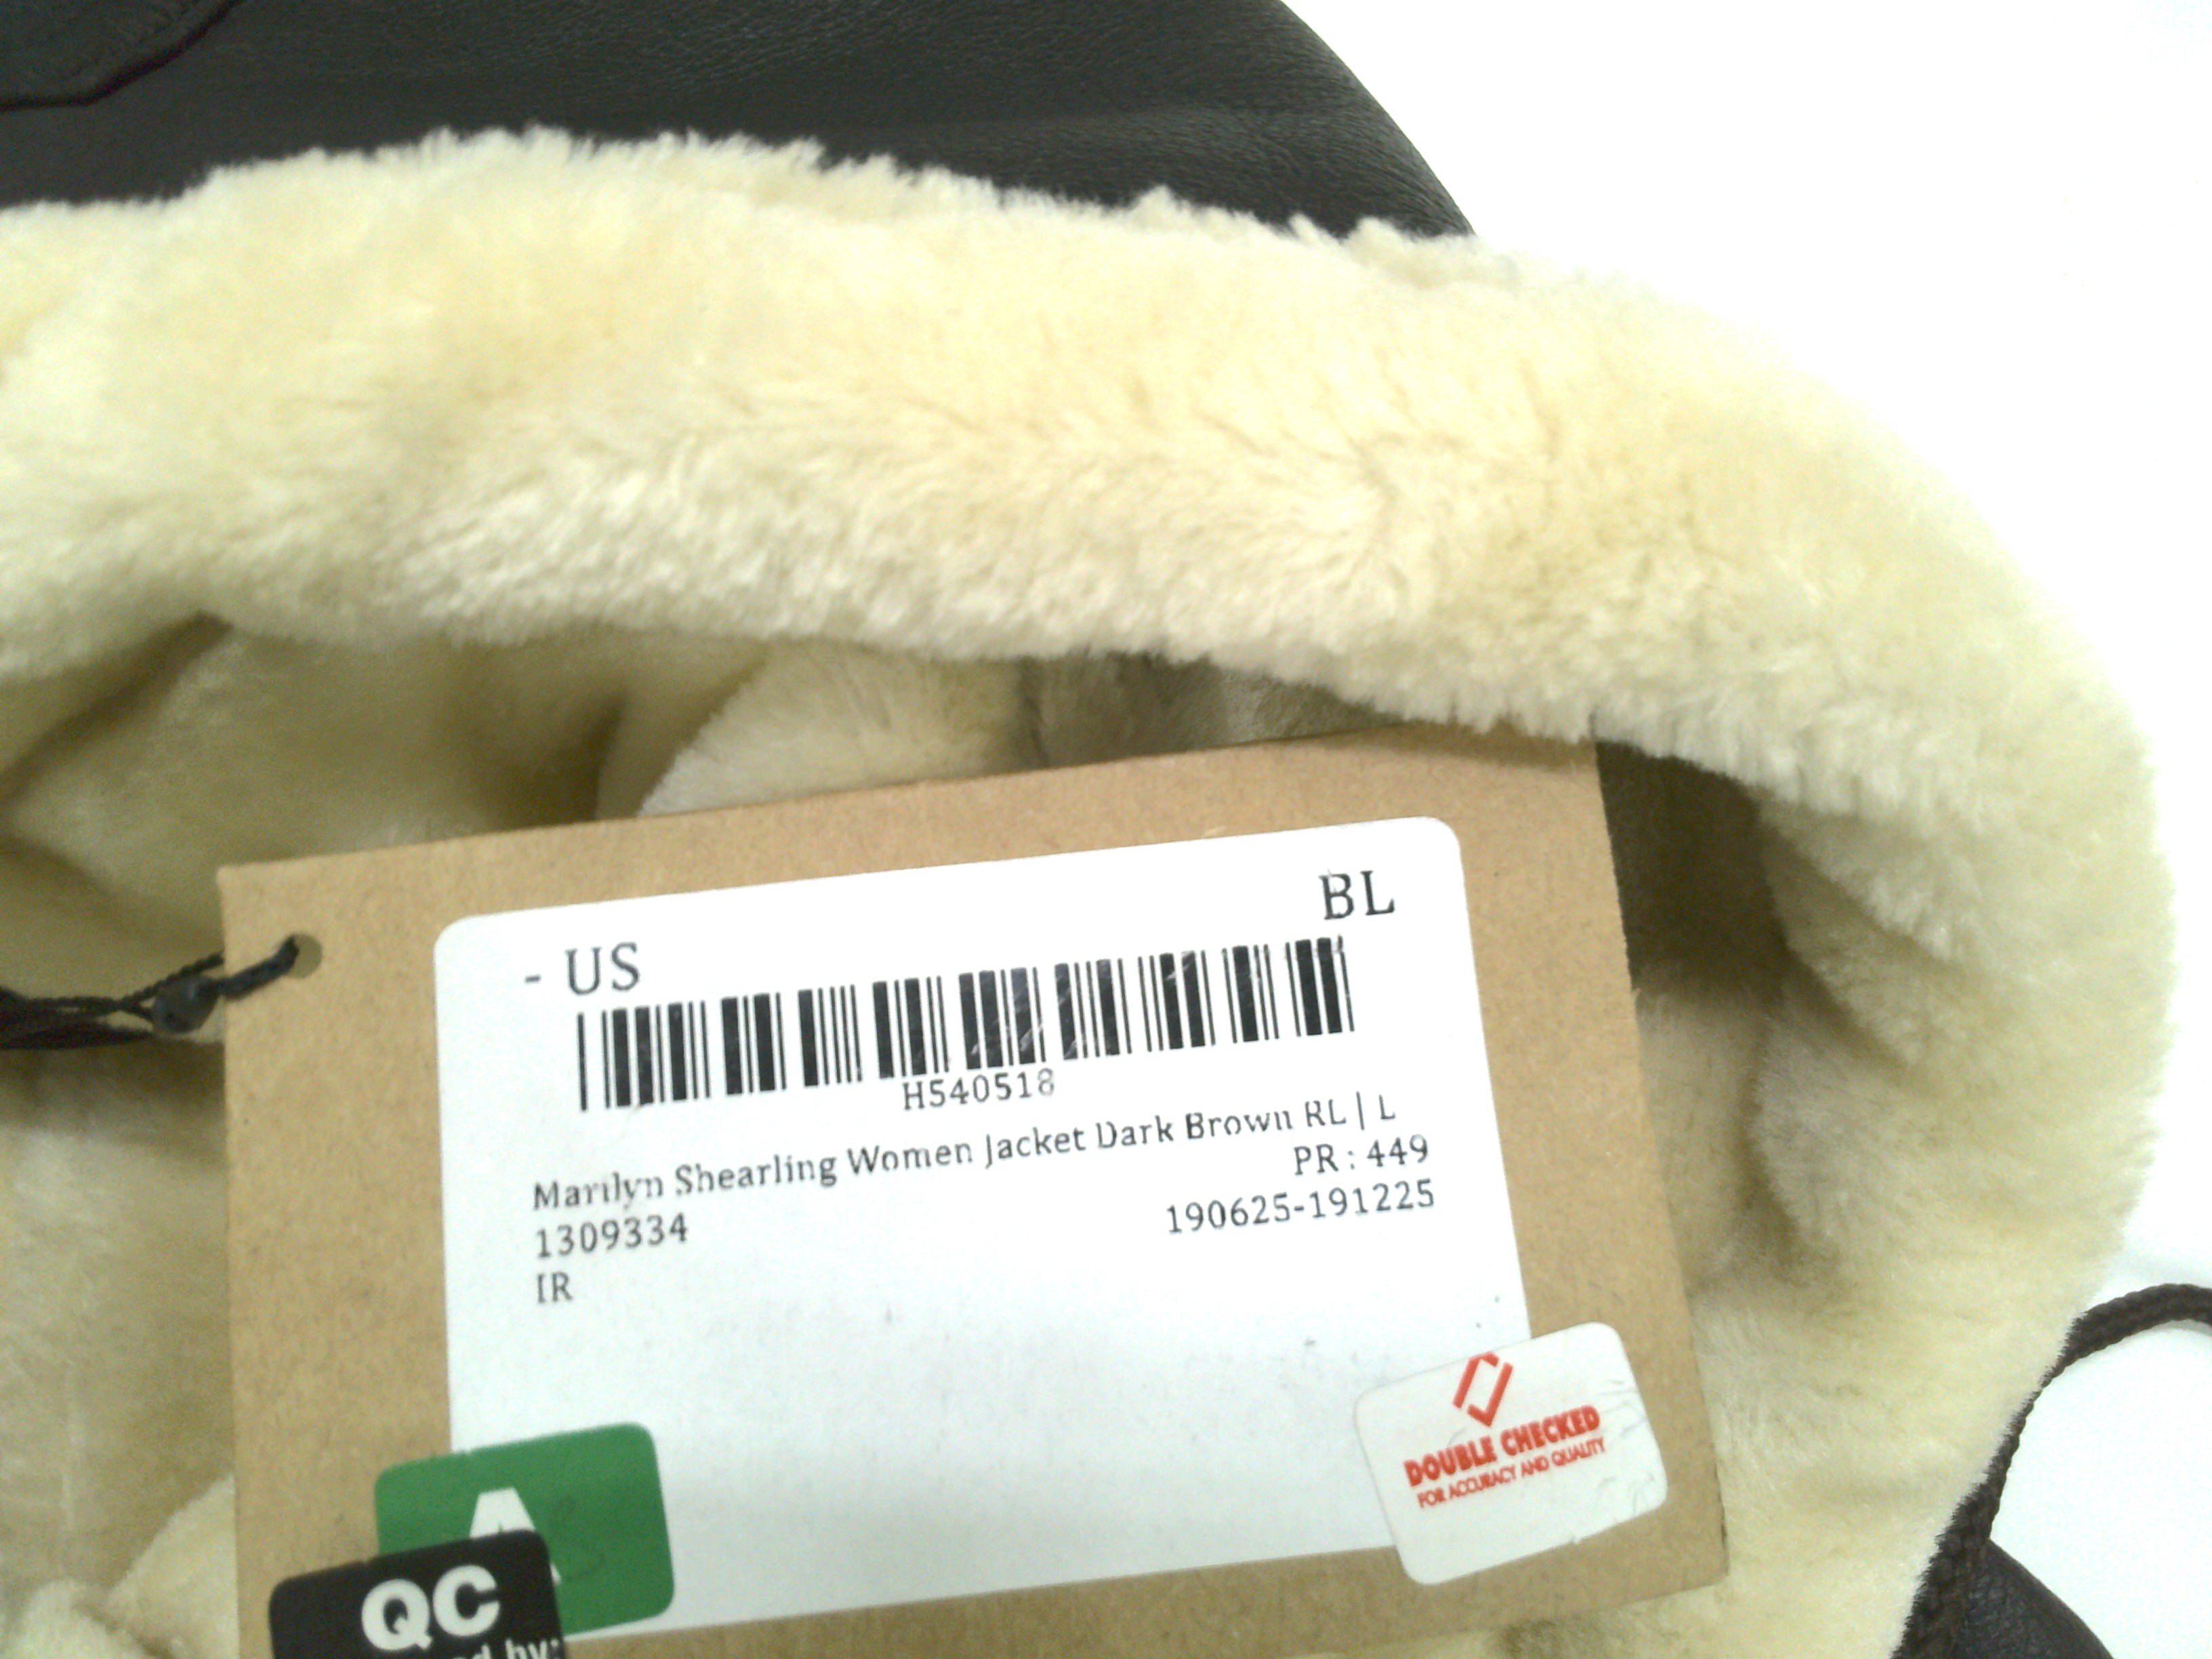 BL
- US
H540518
Marilyn Shearling Women Jacket Dark Brown RL | L
PR : 449
1309334
190625-191225
IR
DOUBLE CHECKED
FOR ACCURACY AND QUALITY
A
QC
by: